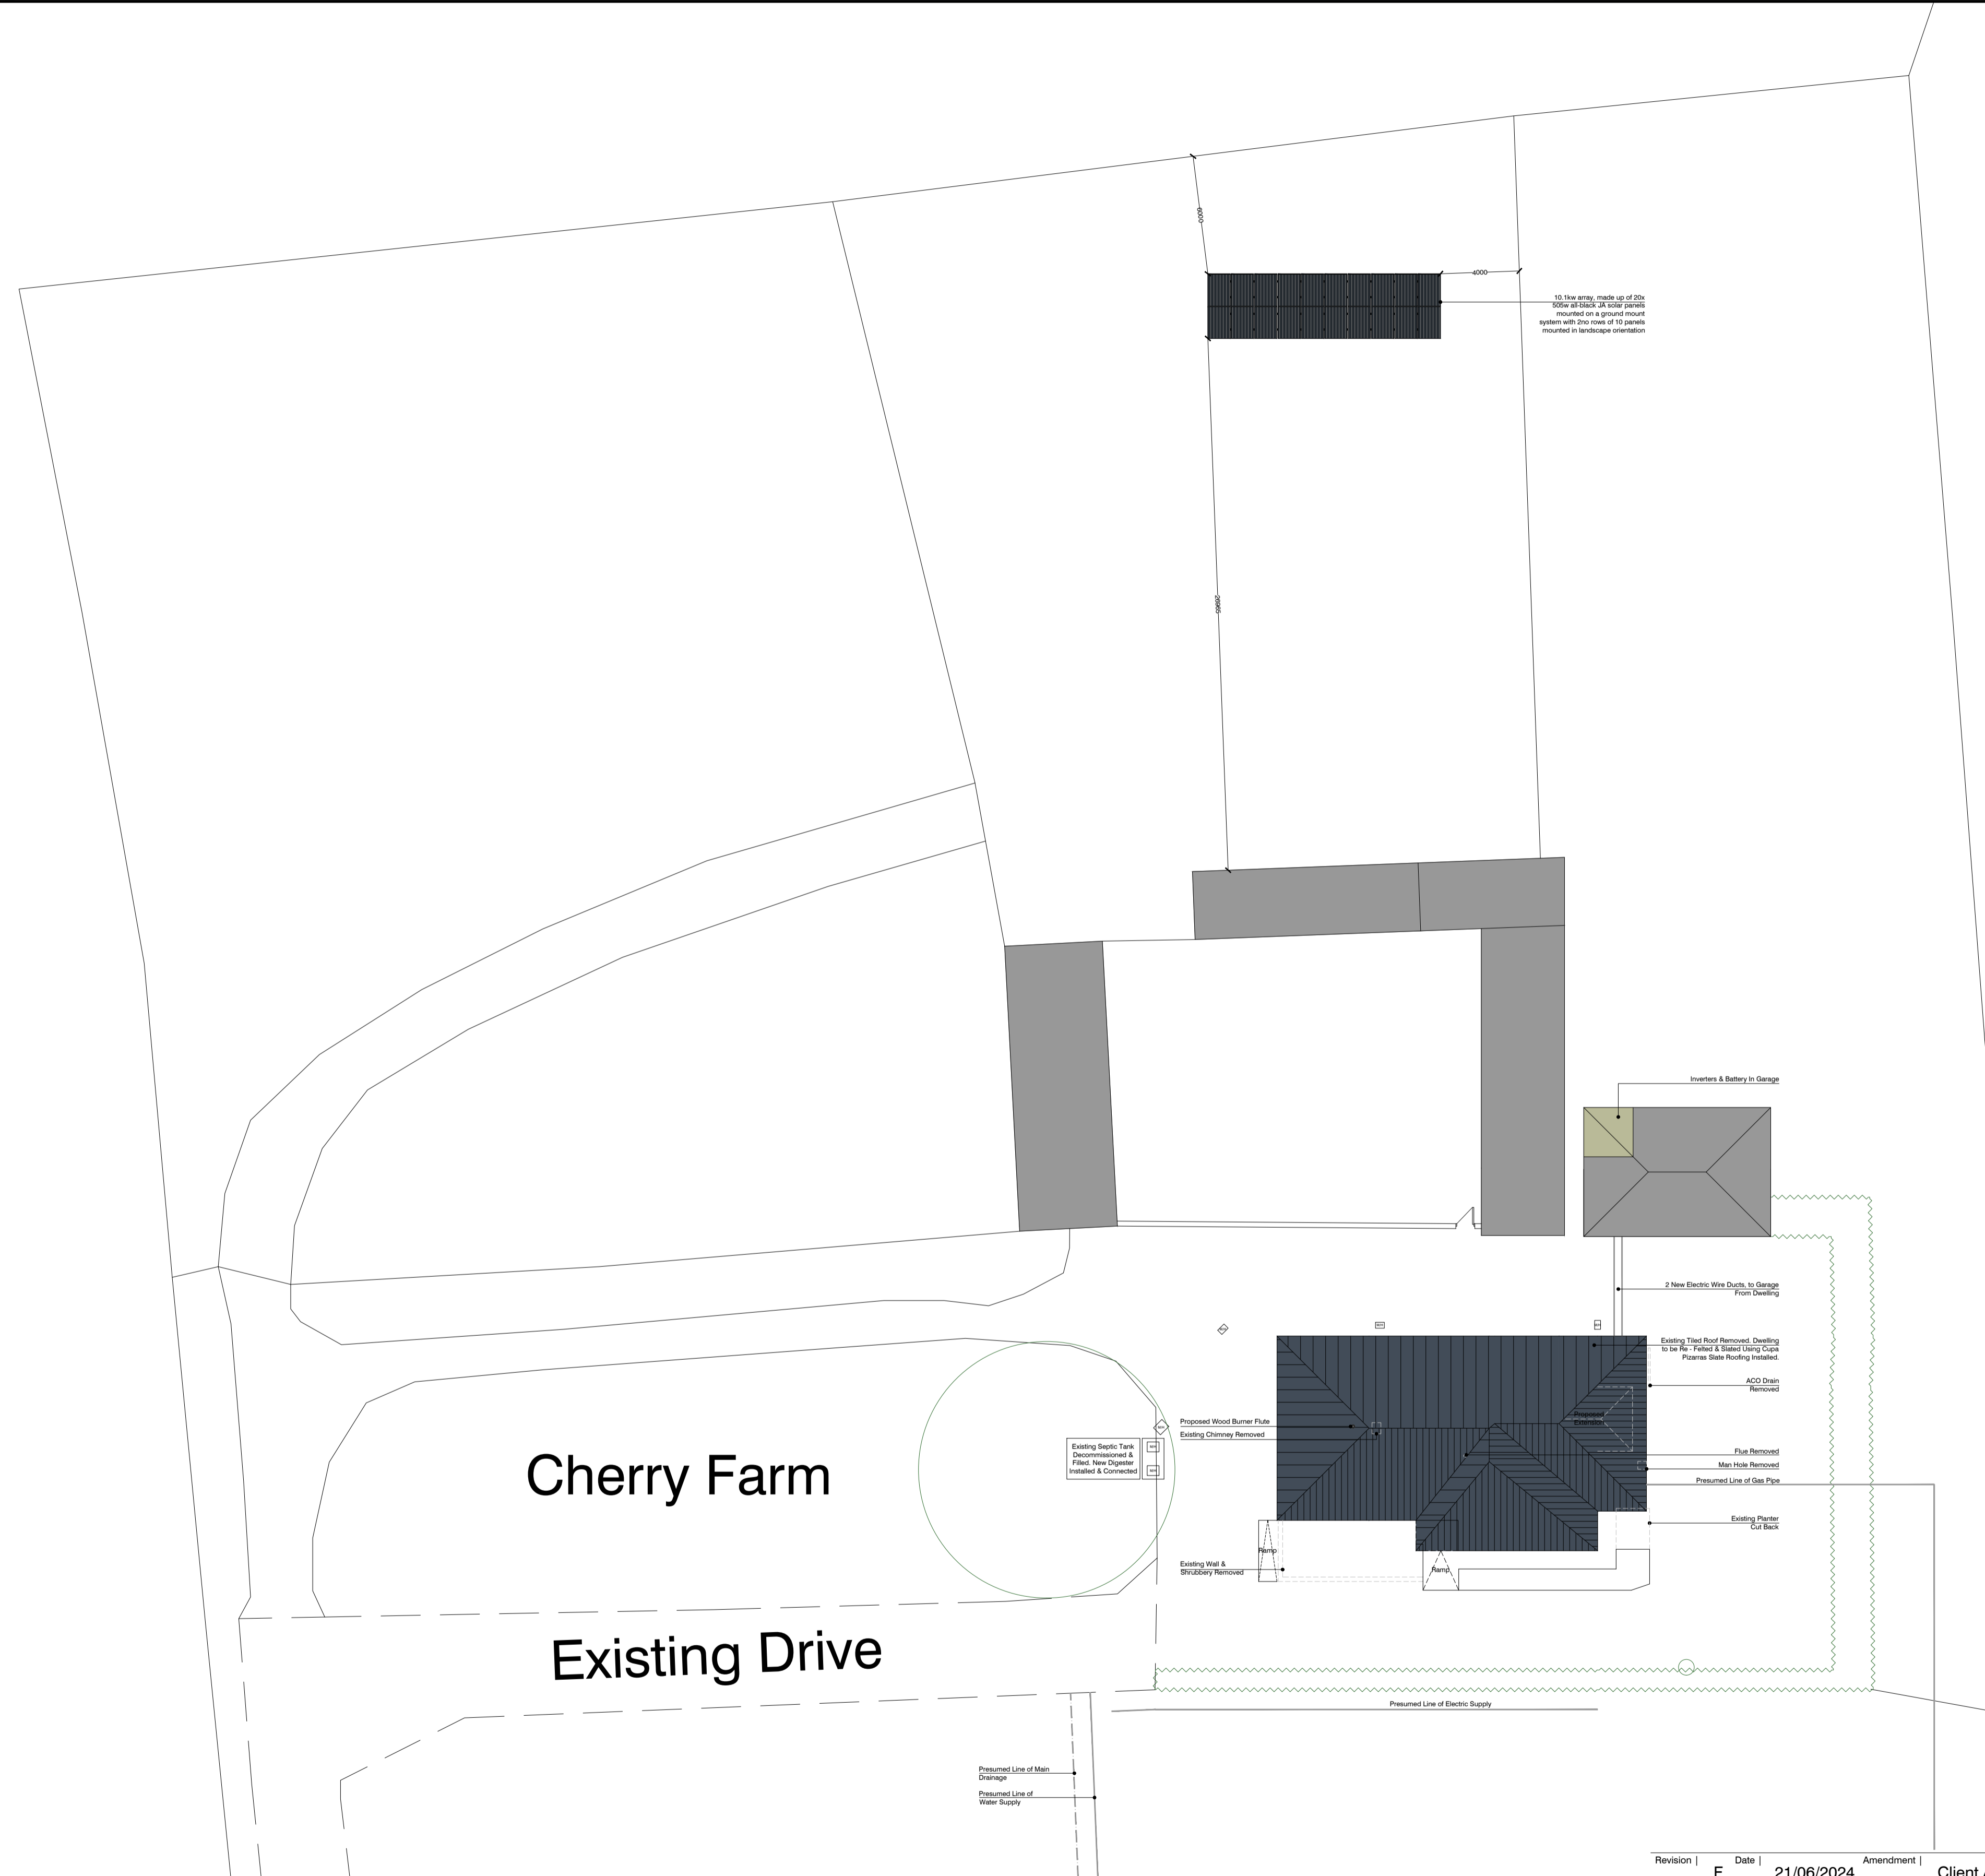 6000
4000
10.1kw array, made up of 20x
505w all-black JA solar panels
mounted on a ground mount
system with 2no rows of 10 panels
mounted in landscape orientation
Inverters & Battery In Garage
2 New Electric Wire Ducts, to Garage
From Dwelling
Existing Tiled Roof Removed. Dwelling
to be Re - Felted & Slated Using Cupa
Pizarras Slate Roofing Installed.
ACO Drain
Removed
Proposed
Extension
Proposed Wood Burner Flute
Existing Chimney Removed
Existing Septic Tank
Decommissioned &
Filled. New Digester
Installed & Connected
Flue Removed
Man Hole Removed
Presumed Line of Gas Pipe
Cherry Farm
Existing Planter
Cut Back
Ramp
Ramp
Existing Wall &
Shrubbery Removed
Existing Drive
Presumed Line of Electric Supply
Presumed Line of Main
Drainage
Presumed Line of
Water Supply
Revision | Date | Amendment |
F 21/06/2024 Client